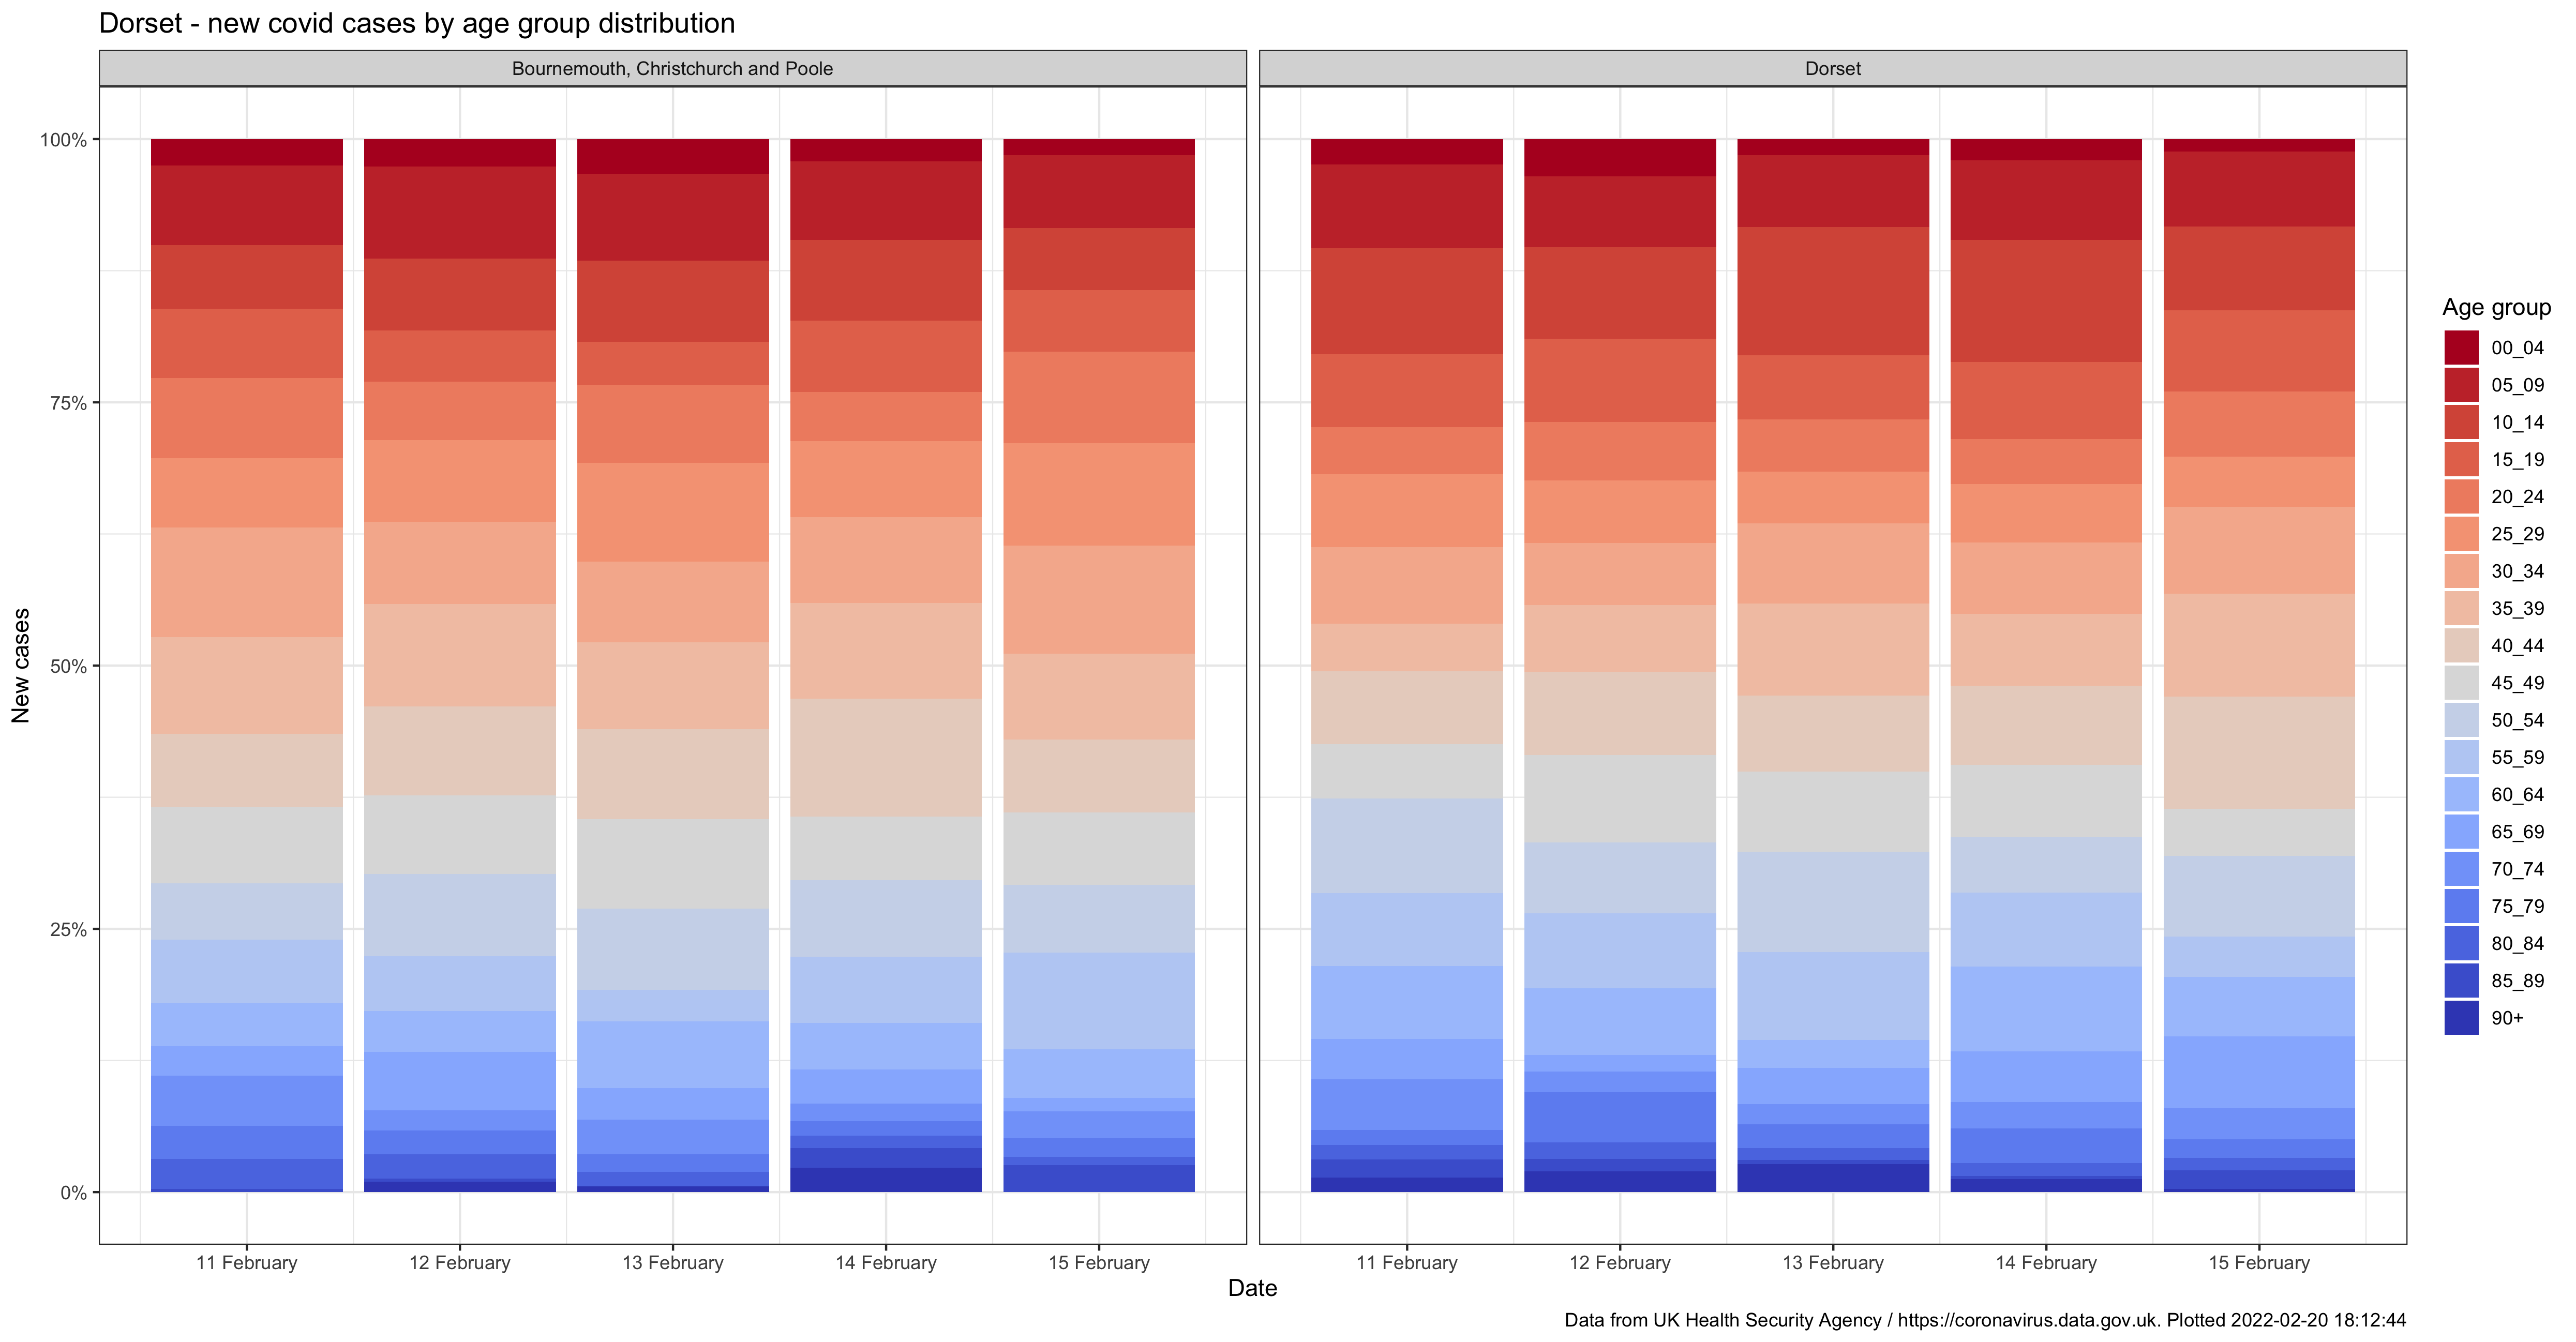 Dorset - new covid cases by age group distribution
Bournemouth, Christchurch and Poole
Dorset
New cases
100%
75%
50%
25%
0%
11 February
12 February
13 February
14 February
15 February
11 February
12 February
13 February
14 February
15 February
Date
Age group
00_04
05_09
10_14
15_19
20_24
25_29
30_34
35_39
40_44
45_49
50_54
55_59
60_64
65_69
70_74
75_79
80_84
85_89
90+
Data from UK Health Security Agency / https://coronavirus.data.gov.uk. Plotted 2022-02-20 18:12:44